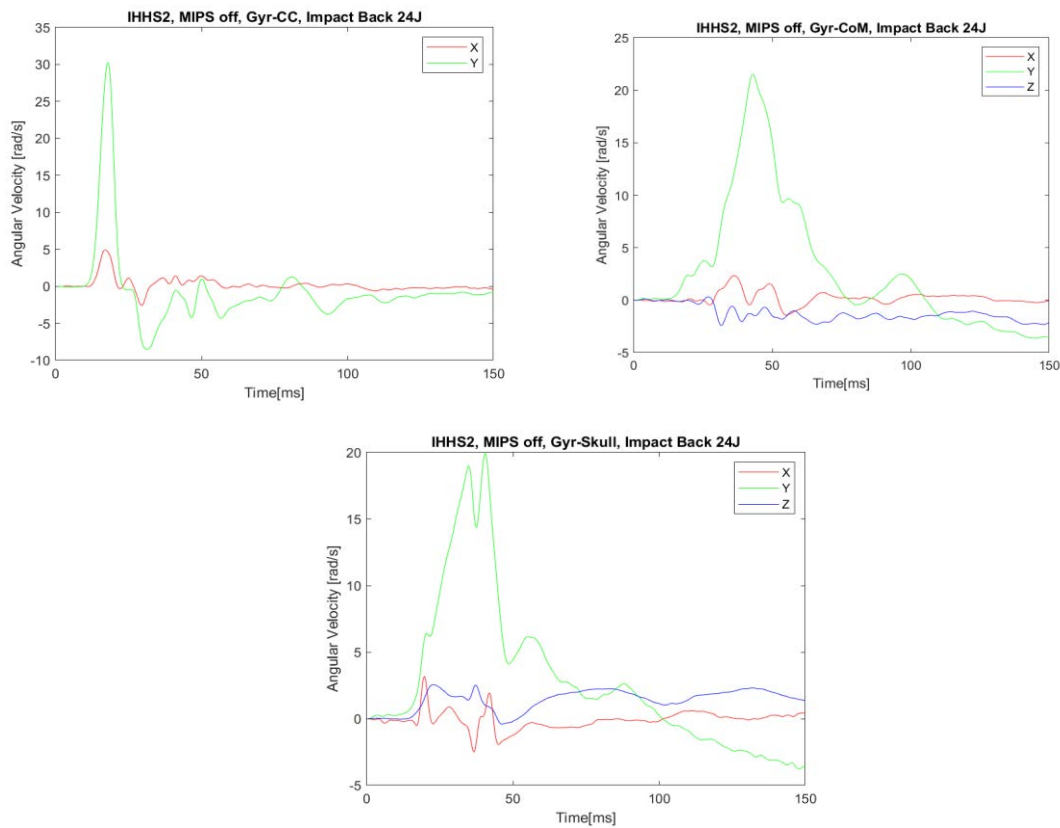 IHHS2, MIPS off, Gyr-CC, Impact Back 24J
35
30
25
20
15
10
5
0
-5
-10
0
50
100
150
Angular Velocity [rad/s]
Time[ms]
X
Y
IHHS2, MIPS off, Gyr-CoM, Impact Back 24J
25
20
15
10
5
0
-5
0
50
100
150
Angular Velocity [rad/s]
Time[ms]
X
Y
Z
IHHS2, MIPS off, Gyr-Skull, Impact Back 24J
20
15
10
5
0
-5
0
50
100
150
Angular Velocity [rad/s]
Time[ms]
X
Y
Z